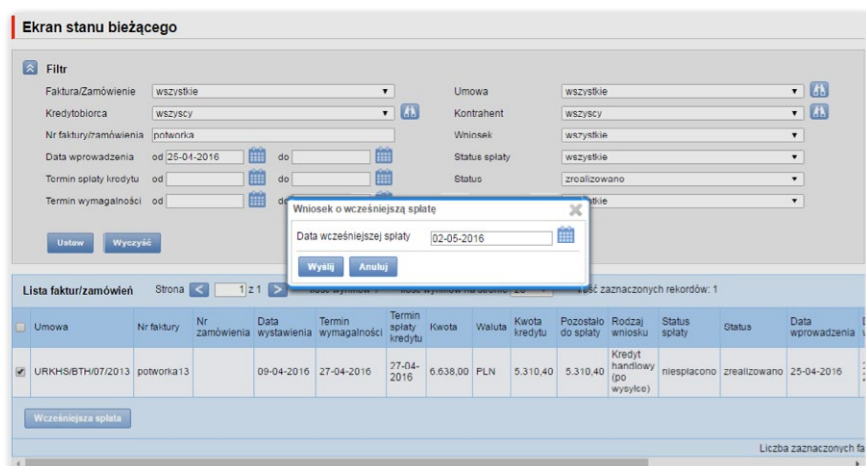 Ekran stanu bieżącego
Filtr
Faktura/Zamówienie wszystkie Umowa wszystkie
Kredytobiorca wszyscy Kontrahent wszyscy
Nr faktury/zamówienia potworka Wniosek wszystkie
Data wprowadzenia od 25-04-2016 do Status spłaty wszystkie
Termin spłaty kredytu od do Status zrealizowano
Termin wymagalności od
Wniosek o wcześniejszą spłatę
Data wcześniejszej spłaty 02-05-2016
Wyślij Anuluj
Ustaw Wyczyść
Lista faktur/zamówień Strona 1 z 1 zaznaczonych rekordów: 1
Umowa Nr faktury Nr zamówienia Data wystawienia Termin wymagalności Termin spłaty kredytu Kwota Waluta Kwota kredytu Pozostało do spłaty Rodzaj wniosku Status spłaty Status Data wprowadzenia
URKHS/BTH/07/2013 potworka13 09-04-2016 27-04-2016 27-04-2016 6.638,00 PLN 5.310,40 5.310,40 Kredyt handlowy (po wysyłce) niespłacono zrealizowano 25-04-2016
Wcześniejsza spłata
Liczba zaznaczonych fa